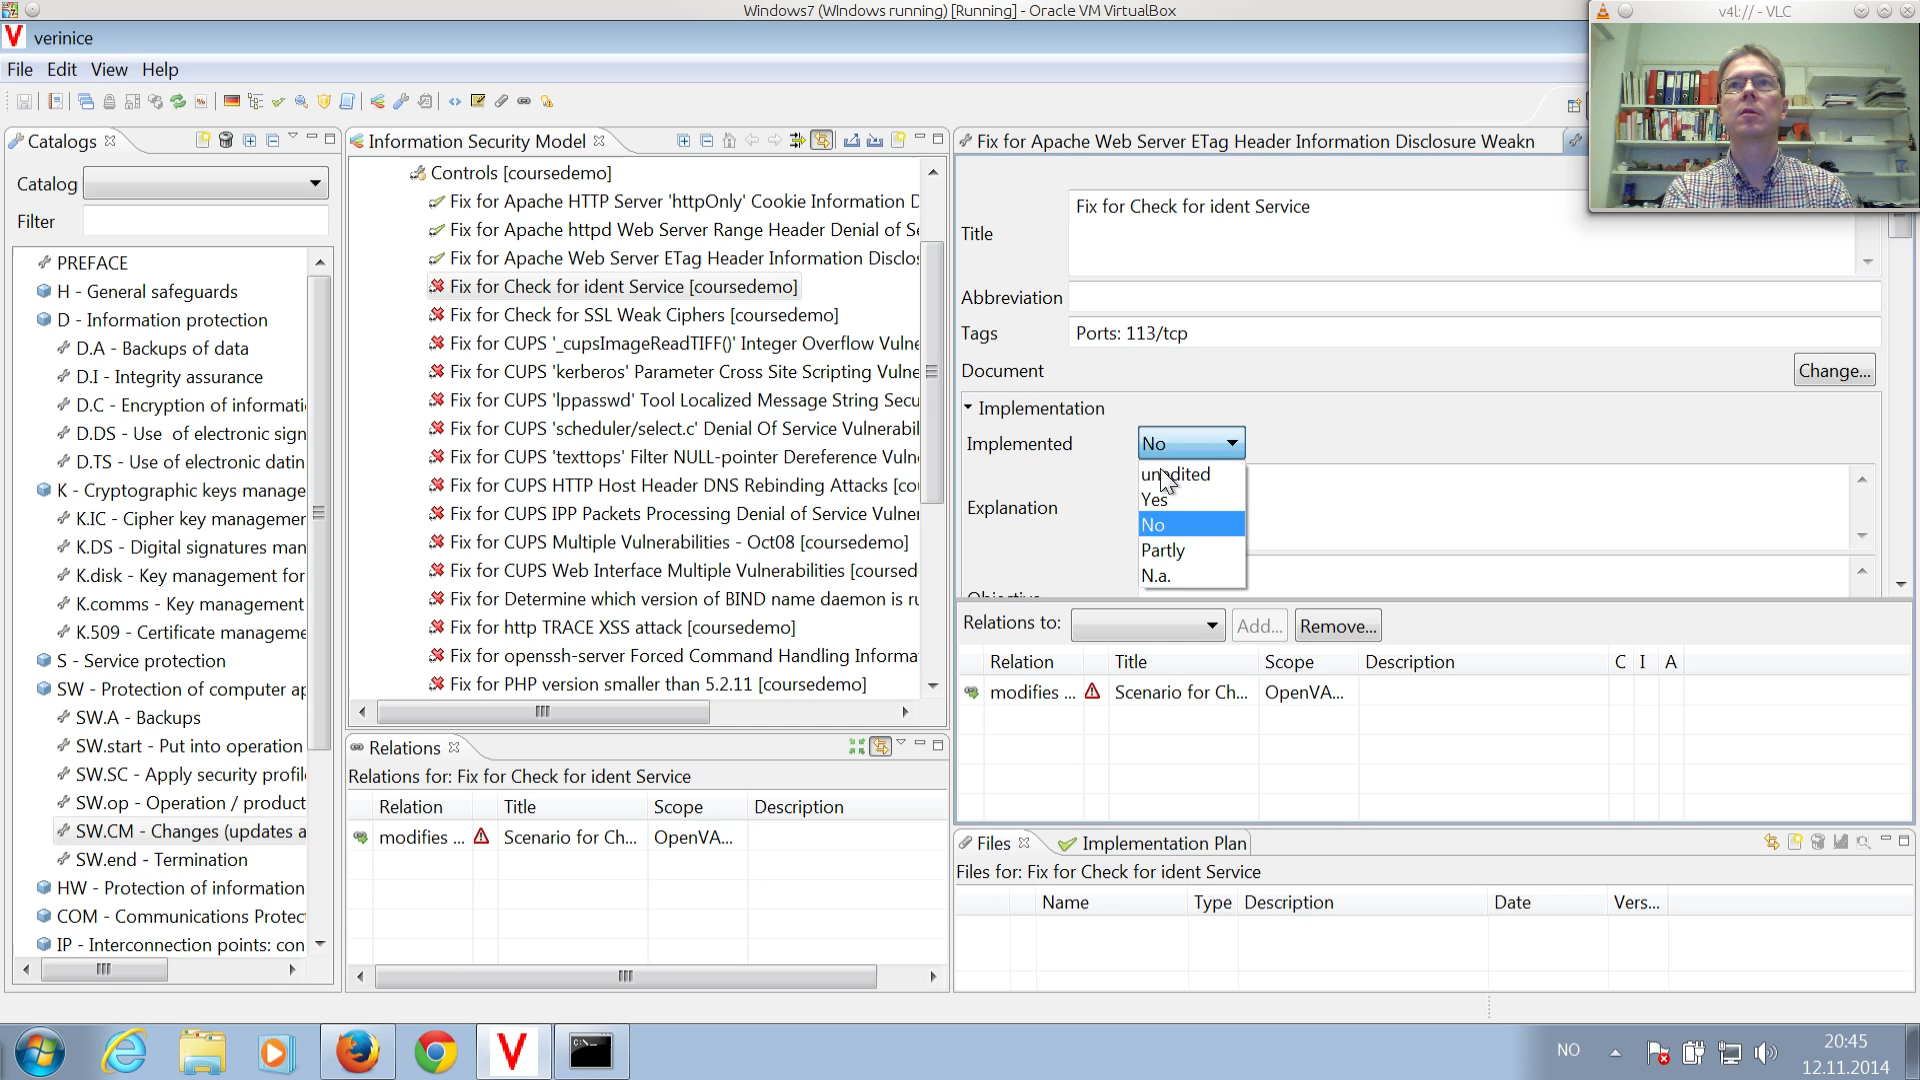 Windows7 (WIndows running) [Running] - Oracle VM VirtualBox
v4l:// - VLC
verinice
File Edit View Help
Catalogs
Catalog
Filter
PREFACE
H - General safeguards
D - Information protection
D.A - Backups of data
D.I - Integrity assurance
D.C - Encryption of informati
D.DS - Use of electronic sign
D.TS - Use of electronic datin
K - Cryptographic keys manage
K.IC - Cipher key managemer
K.DS - Digital signatures man
K.disk - Key management for
K.comms - Key management
K.509 - Certificate manageme
S - Service protection
SW - Protection of computer ap
SW.A - Backups
SW.start - Put into operation
SW.SC - Apply security profil
SW.op - Operation / product
SW.CM - Changes (updates a
SW.end - Termination
HW - Protection of information
COM - Communications Protec
IP - Interconnection points: con
Information Security Model
Controls [coursedemo]
Fix for Apache HTTP Server 'httpOnly' Cookie Information D
Fix for Apache httpd Web Server Range Header Denial of Se
Fix for Apache Web Server ETag Header Information Disclos
Fix for Check for ident Service [coursedemo]
Fix for Check for SSL Weak Ciphers [coursedemo]
Fix for CUPS '_cupsImageReadTIFF()' Integer Overflow Vulne
Fix for CUPS 'kerberos' Parameter Cross Site Scripting Vulne
Fix for CUPS 'lppasswd' Tool Localized Message String Secu
Fix for CUPS 'scheduler/select.c' Denial Of Service Vulnerabil
Fix for CUPS 'texttops' Filter NULL-pointer Dereference Vuln
Fix for CUPS HTTP Host Header DNS Rebinding Attacks [cou
Fix for CUPS IPP Packets Processing Denial of Service Vulner
Fix for CUPS Multiple Vulnerabilities - Oct08 [coursedemo]
Fix for CUPS Web Interface Multiple Vulnerabilities [coursed
Fix for Determine which version of BIND name daemon is ru
Fix for http TRACE XSS attack [coursedemo]
Fix for openssh-server Forced Command Handling Informa
Fix for PHP version smaller than 5.2.11 [coursedemo]
Relations
Relations for: Fix for Check for ident Service
Relation Title Scope Description
modifies ... Scenario for Ch... OpenVA...
Fix for Apache Web Server ETag Header Information Disclosure Weakn
Title Fix for Check for ident Service
Abbreviation
Tags Ports: 113/tcp
Document Change...
Implementation
Implemented No
unedited
Yes
Explanation
No
Partly
N.a.
Objective
Relations to: Add... Remove...
Relation Title Scope Description C I A
modifies ... Scenario for Ch... OpenVA...
Files Implementation Plan
Files for: Fix for Check for ident Service
Name Type Description Date Vers...
NO
20:45
12.11.2014